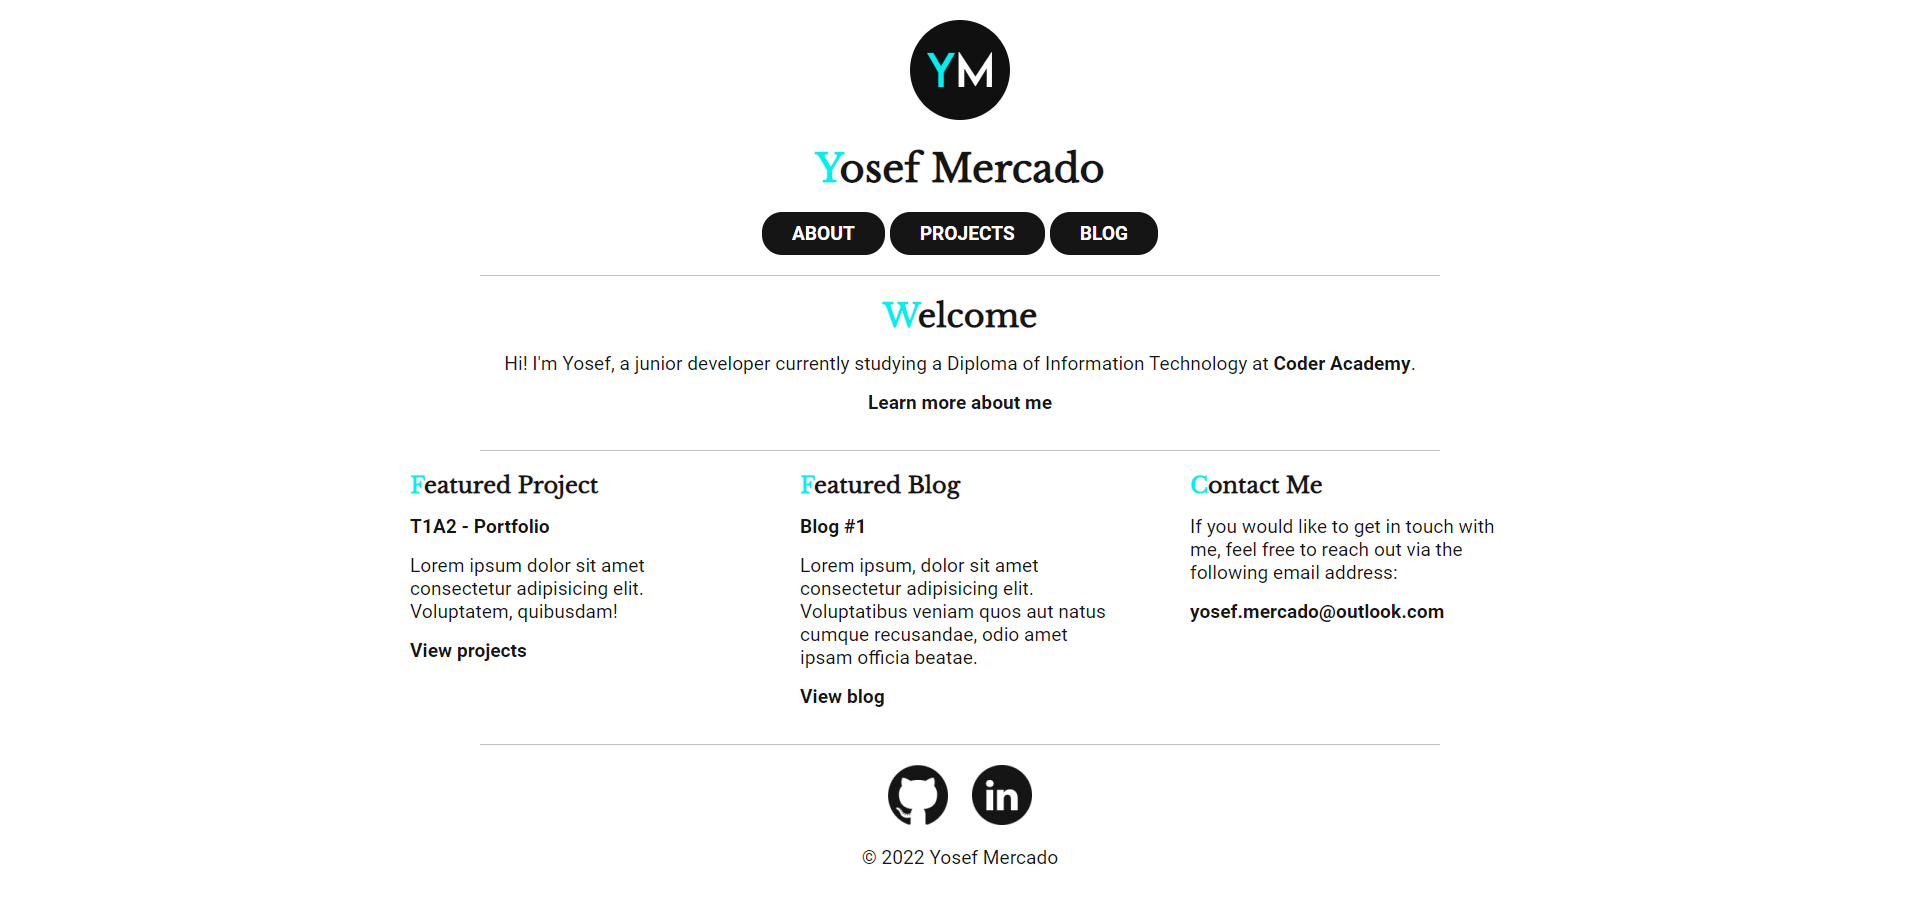 YM
Yosef Mercado
ABOUT PROJECTS BLOG
Welcome
Hi! I'm Yosef, a junior developer currently studying a Diploma of Information Technology at Coder Academy.
Learn more about me
Featured Project
T1A2 - Portfolio
Lorem ipsum dolor sit amet
consectetur adipisicing elit.
Voluptatem, quibusdam!
View projects
Featured Blog
Blog #1
Lorem ipsum, dolor sit amet
consectetur adipisicing elit.
Voluptatibus veniam quos aut natus
cumque recusandae, odio amet
ipsam officia beatae.
View blog
Contact Me
If you would like to get in touch with
me, feel free to reach out via the
following email address:
yosef.mercado@outlook.com
in
© 2022 Yosef Mercado